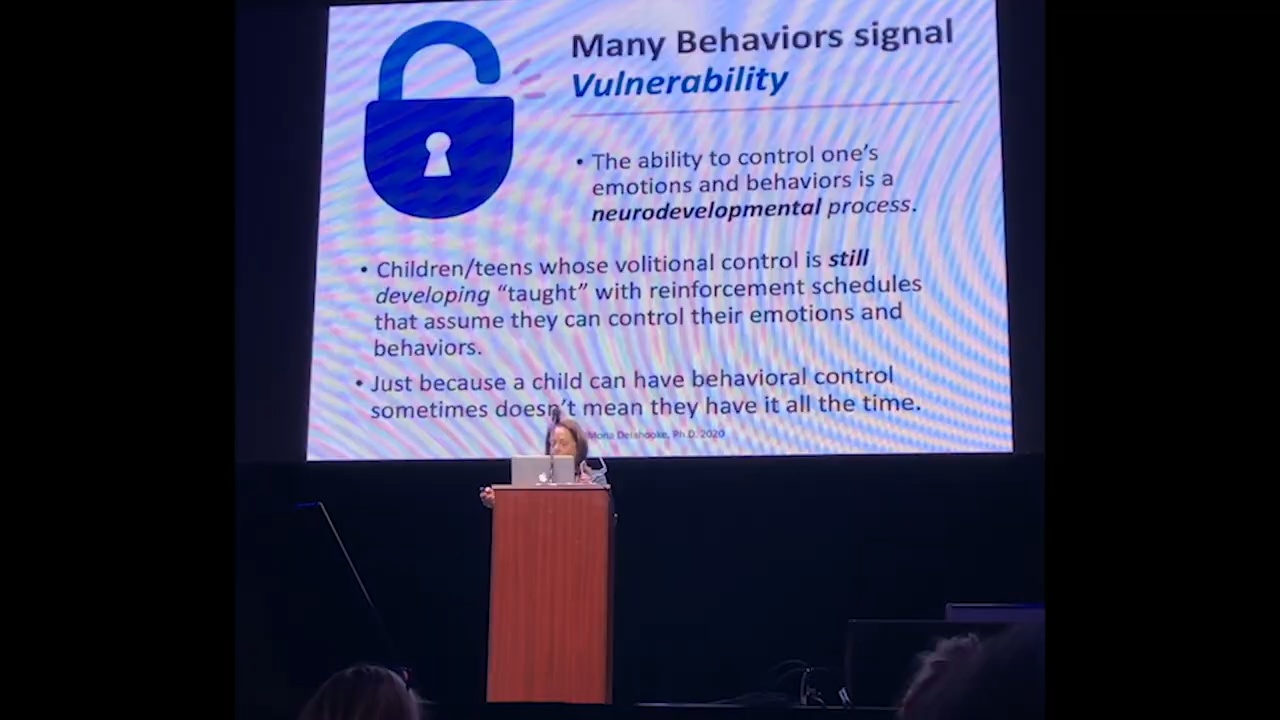 Many Behaviors signal
Vulnerability
• The ability to control one's
emotions and behaviors is a
neurodevelopmental process.
• Children/teens whose volitional control is still
developing “taught” with reinforcement schedules
that assume they can control their emotions and
behaviors.
• Just because a child can have behavioral control
sometimes doesn't mean they have it all the time.
Mona Delahooke, Ph.D. 2020